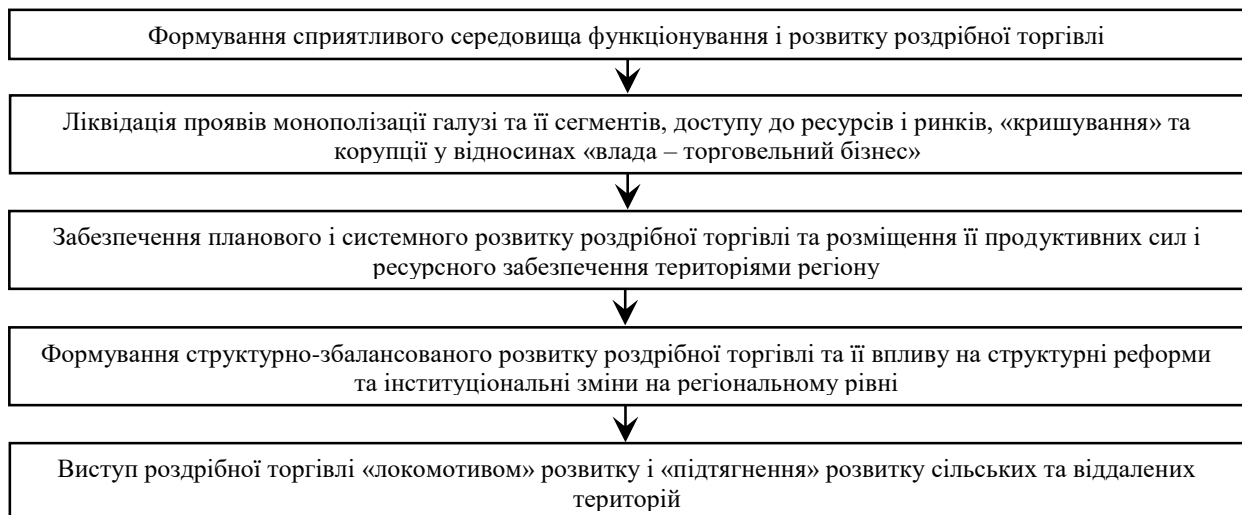 Формування сприятливого середовища функціонування і розвитку роздрібної торгівлі
Ліквідація проявів монополізації галузі та її сегментів, доступу до ресурсів і ринків, «кришування» та
корупції у відносинах «влада – торговельний бізнес»
Забезпечення планового і системного розвитку роздрібної торгівлі та розміщення її продуктивних сил і
ресурсного забезпечення територіями регіону
Формування структурно-збалансованого розвитку роздрібної торгівлі та її впливу на структурні реформи
та інституціональні зміни на регіональному рівні
Виступ роздрібної торгівлі «локомотивом» розвитку і «підтягнення» розвитку сільських та віддалених
територій